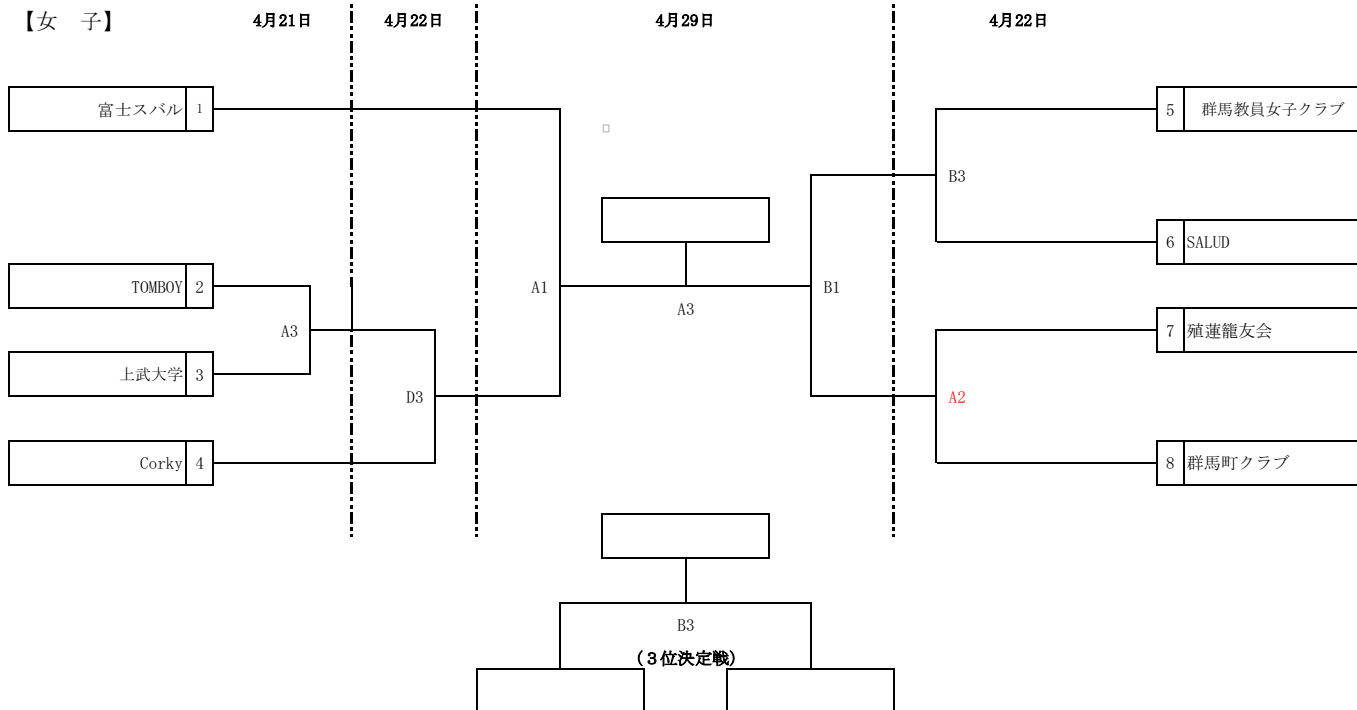 【女　子】
4月21日
4月22日
4月29日
4月22日
富士スバル 1
5 群馬教員女子クラブ
B3
6 SALUD
TOMBOY 2
A1
B1
A3
A3
7 殖蓮籠友会
上武大学 3
D3
A2
Corky 4
8 群馬町クラブ
B3
(３位決定戦)